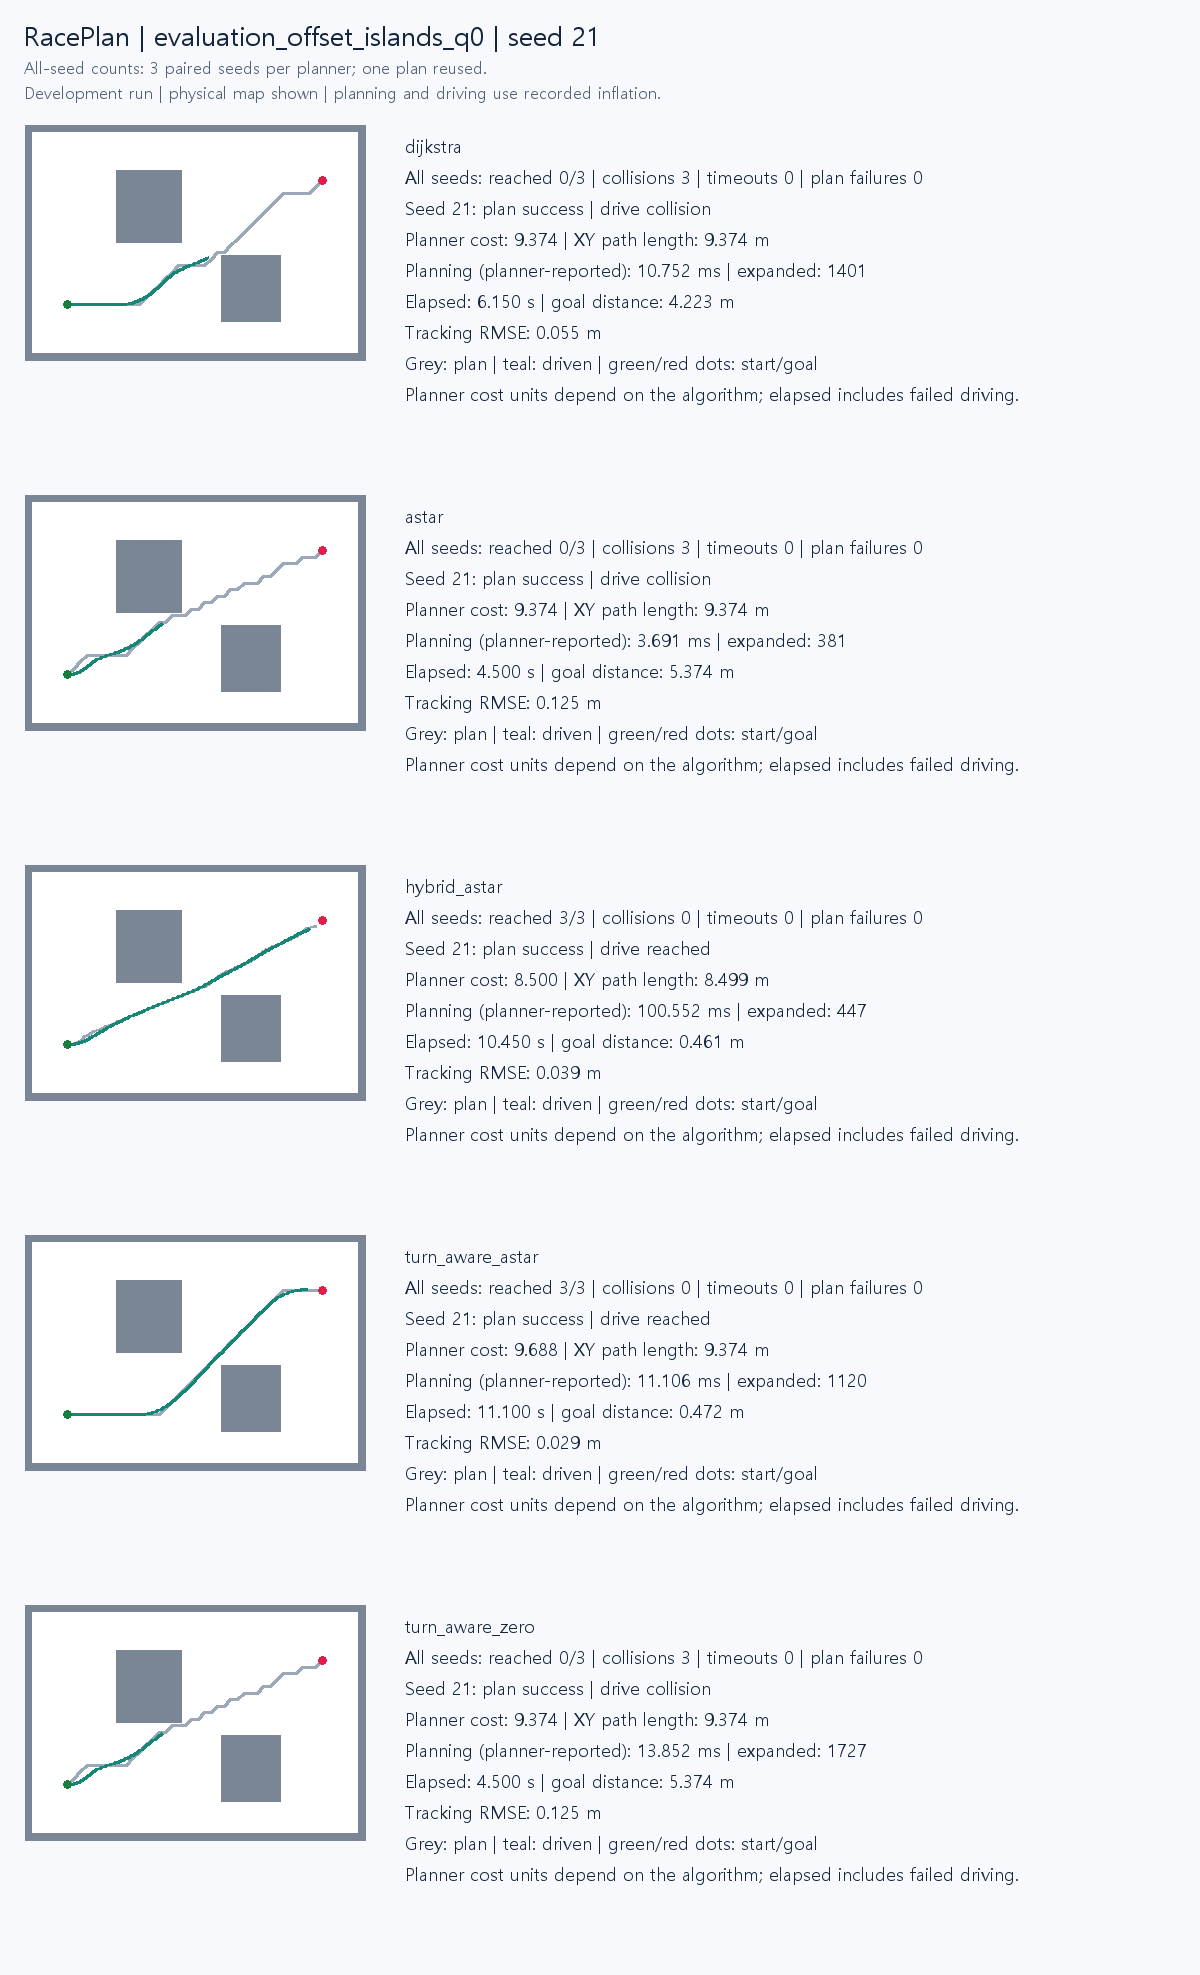 RacePlan | evaluation_offset_islands_q0 | seed 21
All-seed counts: 3 paired seeds per planner; one plan reused.
Development run | physical map shown | planning and driving use recorded inflation.
dijkstra
All seeds: reached 0/3 | collisions 3 | timeouts 0 | plan failures 0
Seed 21: plan success | drive collision
Planner cost: 9.374 | XY path length: 9.374 m
Planning (planner-reported): 10.752 ms | expanded: 1401
Elapsed: 6.150 s | goal distance: 4.223 m
Tracking RMSE: 0.055 m
Grey: plan | teal: driven | green/red dots: start/goal
Planner cost units depend on the algorithm; elapsed includes failed driving.
astar
All seeds: reached 0/3 | collisions 3 | timeouts 0 | plan failures 0
Seed 21: plan success | drive collision
Planner cost: 9.374 | XY path length: 9.374 m
Planning (planner-reported): 3.691 ms | expanded: 381
Elapsed: 4.500 s | goal distance: 5.374 m
Tracking RMSE: 0.125 m
Grey: plan | teal: driven | green/red dots: start/goal
Planner cost units depend on the algorithm; elapsed includes failed driving.
hybrid_astar
All seeds: reached 3/3 | collisions 0 | timeouts 0 | plan failures 0
Seed 21: plan success | drive reached
Planner cost: 8.500 | XY path length: 8.499 m
Planning (planner-reported): 100.552 ms | expanded: 447
Elapsed: 10.450 s | goal distance: 0.461 m
Tracking RMSE: 0.039 m
Grey: plan | teal: driven | green/red dots: start/goal
Planner cost units depend on the algorithm; elapsed includes failed driving.
turn_aware_astar
All seeds: reached 3/3 | collisions 0 | timeouts 0 | plan failures 0
Seed 21: plan success | drive reached
Planner cost: 9.688 | XY path length: 9.374 m
Planning (planner-reported): 11.106 ms | expanded: 1120
Elapsed: 11.100 s | goal distance: 0.472 m
Tracking RMSE: 0.029 m
Grey: plan | teal: driven | green/red dots: start/goal
Planner cost units depend on the algorithm; elapsed includes failed driving.
turn_aware_zero
All seeds: reached 0/3 | collisions 3 | timeouts 0 | plan failures 0
Seed 21: plan success | drive collision
Planner cost: 9.374 | XY path length: 9.374 m
Planning (planner-reported): 13.852 ms | expanded: 1727
Elapsed: 4.500 s | goal distance: 5.374 m
Tracking RMSE: 0.125 m
Grey: plan | teal: driven | green/red dots: start/goal
Planner cost units depend on the algorithm; elapsed includes failed driving.